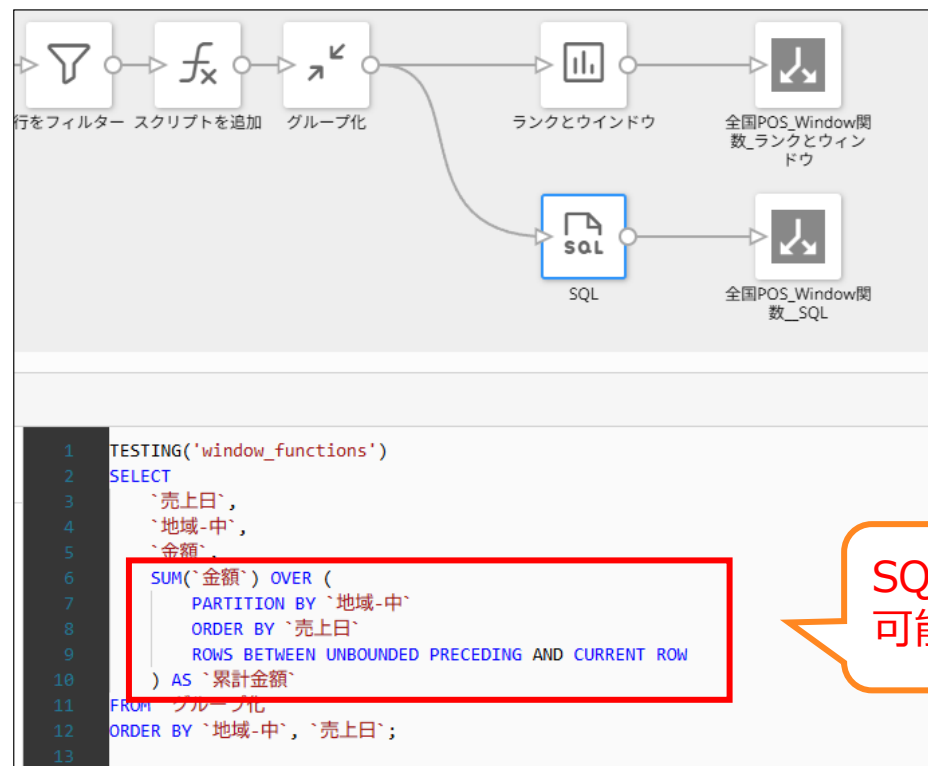 行をフィルター
スクリプトを追加
グループ化
ランクとウインドウ
全国POS_Window関
数_ランクとウィン
ドウ
SQL
SQL
全国POS_Window関
数__SQL
1 TESTING('window_functions')
2 SELECT
3 `売上日`,
4 `地域-中`,
5 `金額`,
6 SUM(`金額`) OVER (
7 PARTITION BY `地域-中`
8 ORDER BY `売上日`
9 ROWS BETWEEN UNBOUNDED PRECEDING AND CURRENT ROW
10 ) AS `累計金額`
11 FROM `グループ化`
12 ORDER BY `地域-中`, `売上日`;
13
SQ
可